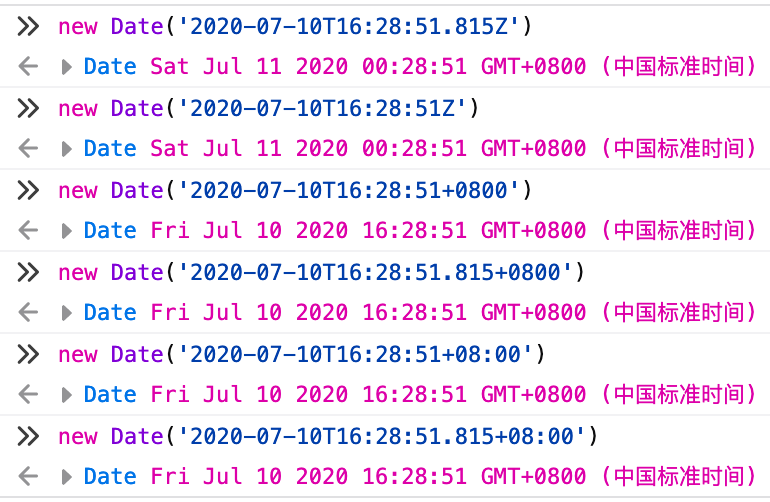 new Date('2020-07-10T16:28:51.815Z')
Date Sat Jul 11 2020 00:28:51 GMT+0800 (中国标准时间)
new Date('2020-07-10T16:28:51Z')
Date Sat Jul 11 2020 00:28:51 GMT+0800 (中国标准时间)
new Date('2020-07-10T16:28:51+0800')
Date Fri Jul 10 2020 16:28:51 GMT+0800 (中国标准时间)
new Date('2020-07-10T16:28:51.815+0800')
Date Fri Jul 10 2020 16:28:51 GMT+0800 (中国标准时间)
new Date('2020-07-10T16:28:51+08:00')
Date Fri Jul 10 2020 16:28:51 GMT+0800 (中国标准时间)
new Date('2020-07-10T16:28:51.815+08:00')
Date Fri Jul 10 2020 16:28:51 GMT+0800 (中国标准时间)